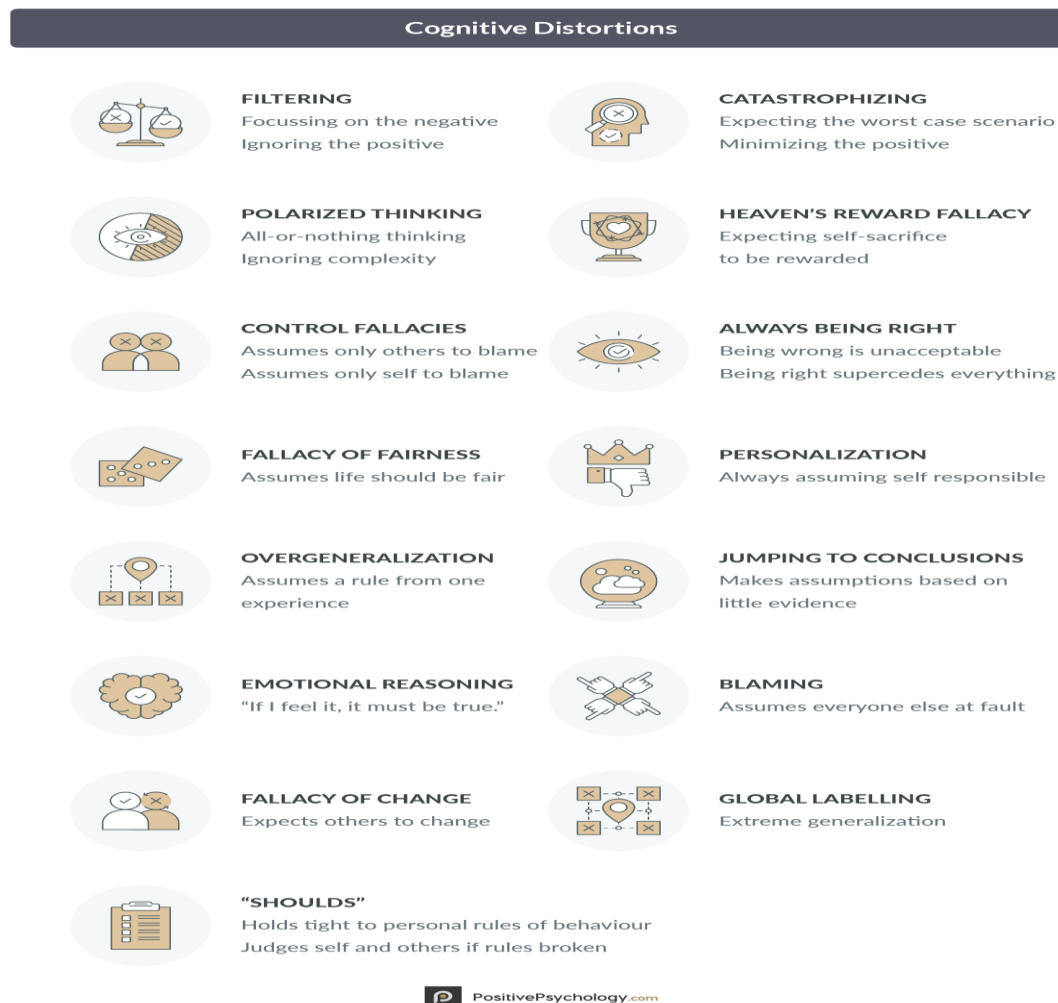 Cognitive Distortions
FILTERING
Focussing on the negative
Ignoring the positive
CATASTROPHIZING
Expecting the worst case scenario
Minimizing the positive
POLARIZED THINKING
All-or-nothing thinking
Ignoring complexity
HEAVEN'S REWARD FALLACY
Expecting self-sacrifice
to be rewarded
CONTROL FALLACIES
Assumes only others to blame
Assumes only self to blame
ALWAYS BEING RIGHT
Being wrong is unacceptable
Being right supercedes everything
FALLACY OF FAIRNESS
Assumes life should be fair
PERSONALIZATION
Always assuming self responsible
OVERGENERALIZATION
Assumes a rule from one
experience
JUMPING TO CONCLUSIONS
Makes assumptions based on
little evidence
EMOTIONAL REASONING
“If I feel it, it must be true.”
BLAMING
Assumes everyone else at fault
FALLACY OF CHANGE
Expects others to change
GLOBAL LABELLING
Extreme generalization
“SHOULDS”
Holds tight to personal rules of behaviour
Judges self and others if rules broken
PositivePsychology.com